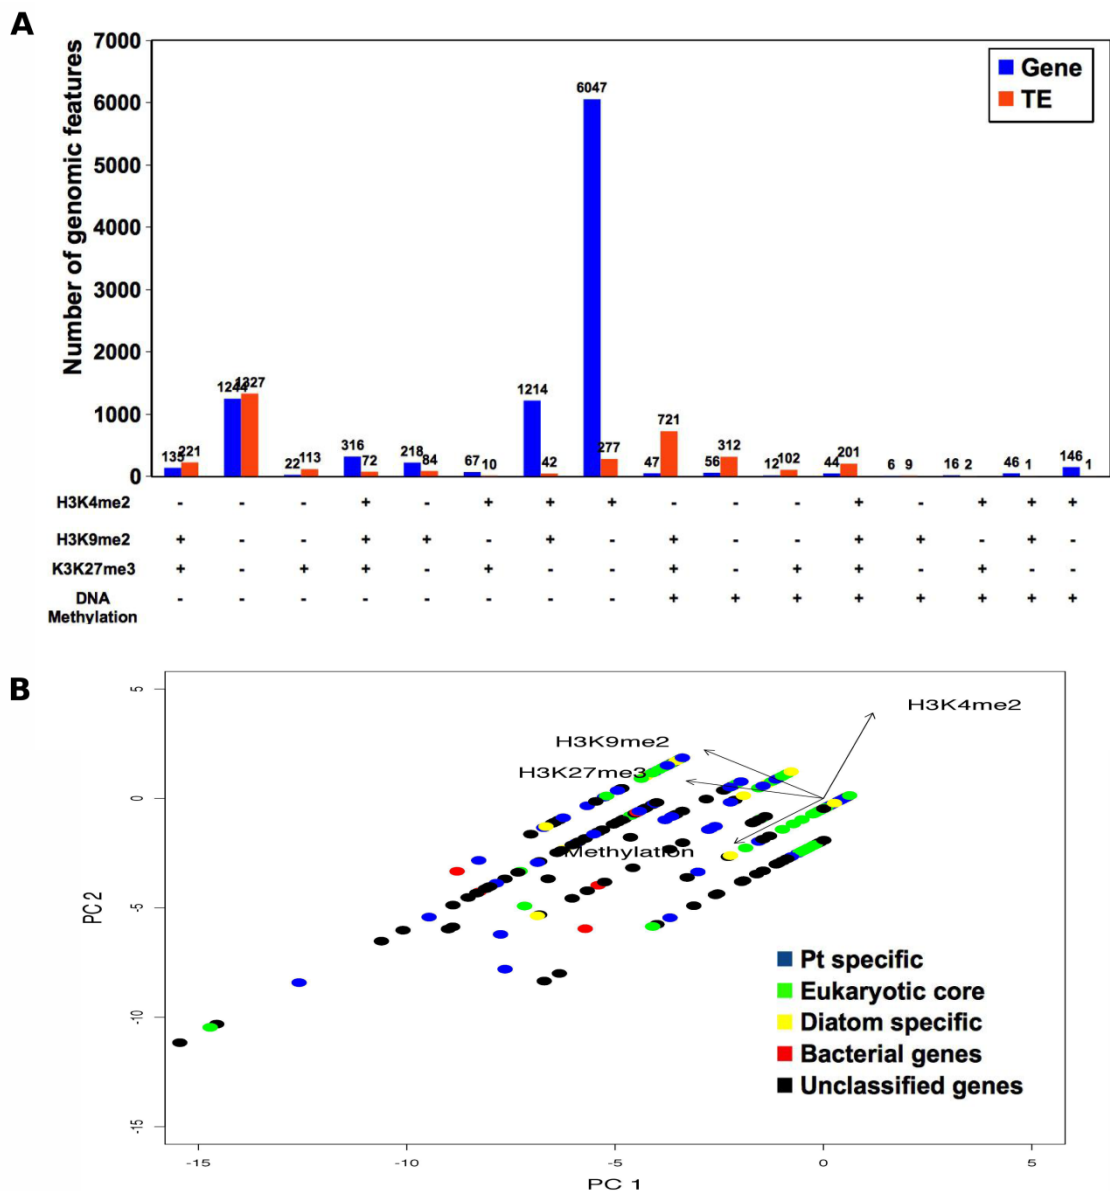 A
Number of genomic features
7000
6000
5000
4000
3000
2000
1000
0
Gene
TE
135 221 1244 1327 22 113 316 72 218 84 67 10 1214 42 6047 277 47 721 56 312 12 102 44 201 6 9 16 2 46 1 146 1
H3K4me2 - - - + - + + + - - - + - + + +
H3K9me2 + - - + + - + - + - - + + - + -
K3K27me3 + - + + - + - - + - + + - + - -
DNA Methylation - - - - - - - - + + + + + + + +
B
PC 2
5
0
-5
-10
-15
H3K4me2
H3K9me2
H3K27me3
Methylation
Pt specific
Eukaryotic core
Diatom specific
Bacterial genes
Unclassified genes
-15 -10 -5 0 5
PC 1